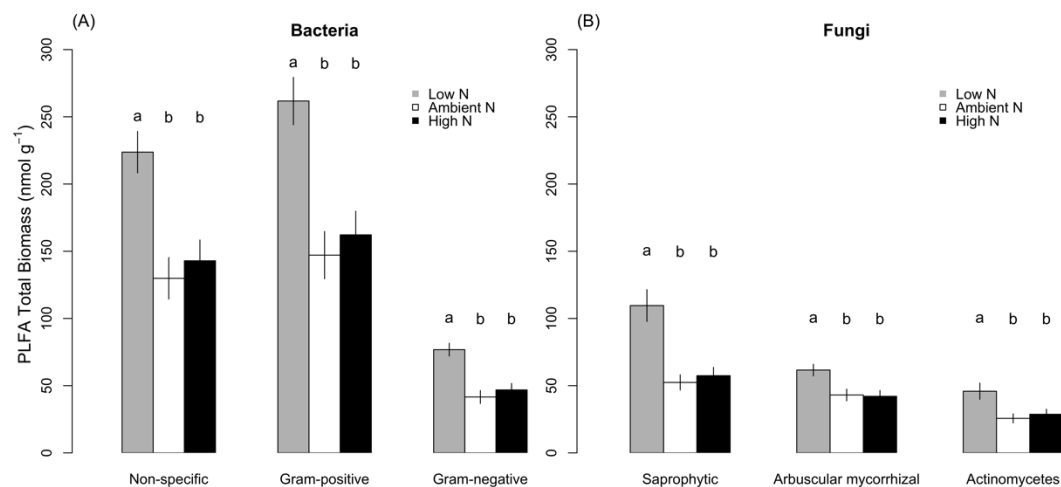 (A)
Bacteria
PLFA Total Biomass (nmol g⁻¹)
300
250
200
150
100
50
0
Low N
Ambient N
High N
a b b
a b b
a b b
Non-specific
Gram-positive
Gram-negative
(B)
Fungi
300
250
200
150
100
50
0
Low N
Ambient N
High N
a b b
a b b
a b b
Saprophytic
Arbuscular mycorrhizal
Actinomycetes